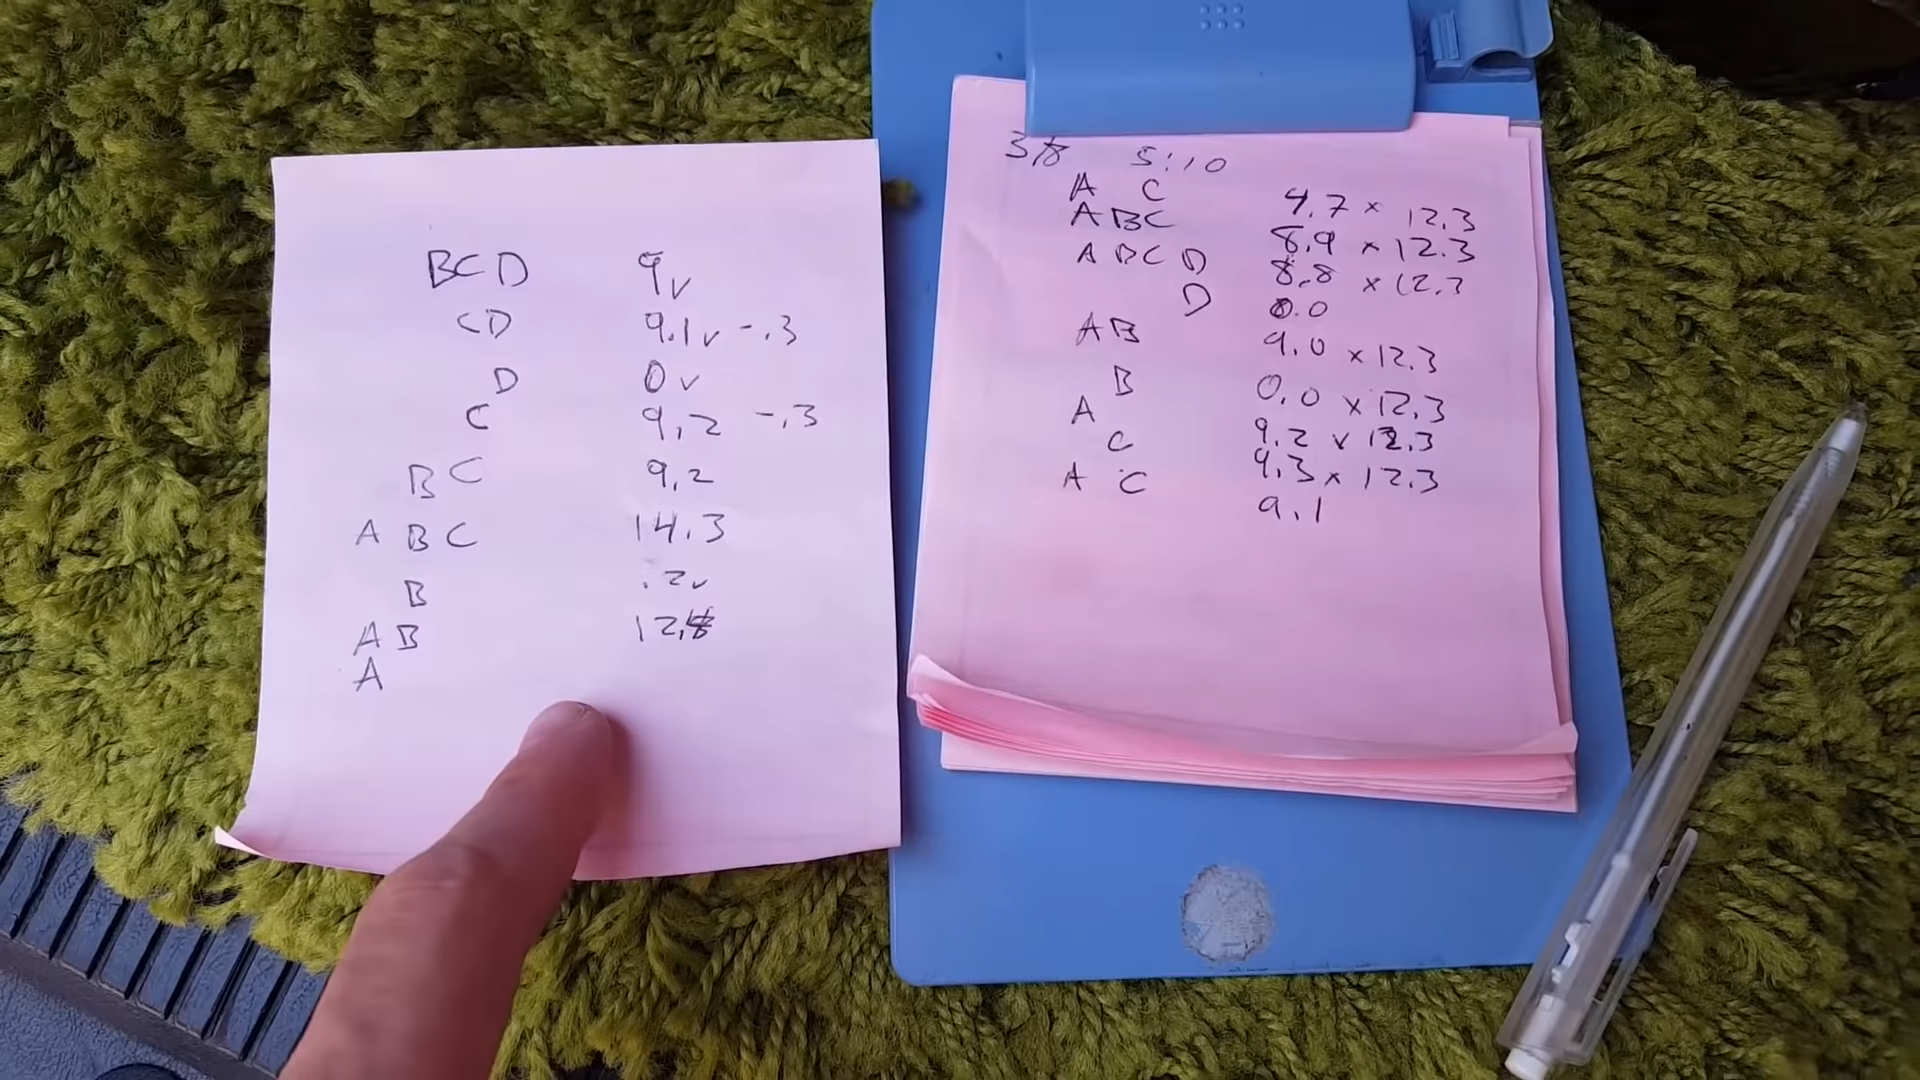 BCD 9v
CD 9.1v -.3
D 0v
C 9.2 -.3
BC 9.2
A B C 14.3
B .2v
A B
A
3/8 5:10
A C 4.7 x 12.3
A BC 8.9 x 12.3
A BC D 8.8 x 12.3
D 0.0
AB 9.0 x 12.3
B 0.0 x 12.3
A 9.2 x 12.3
C 9.3 x 12.3
A C 9.1